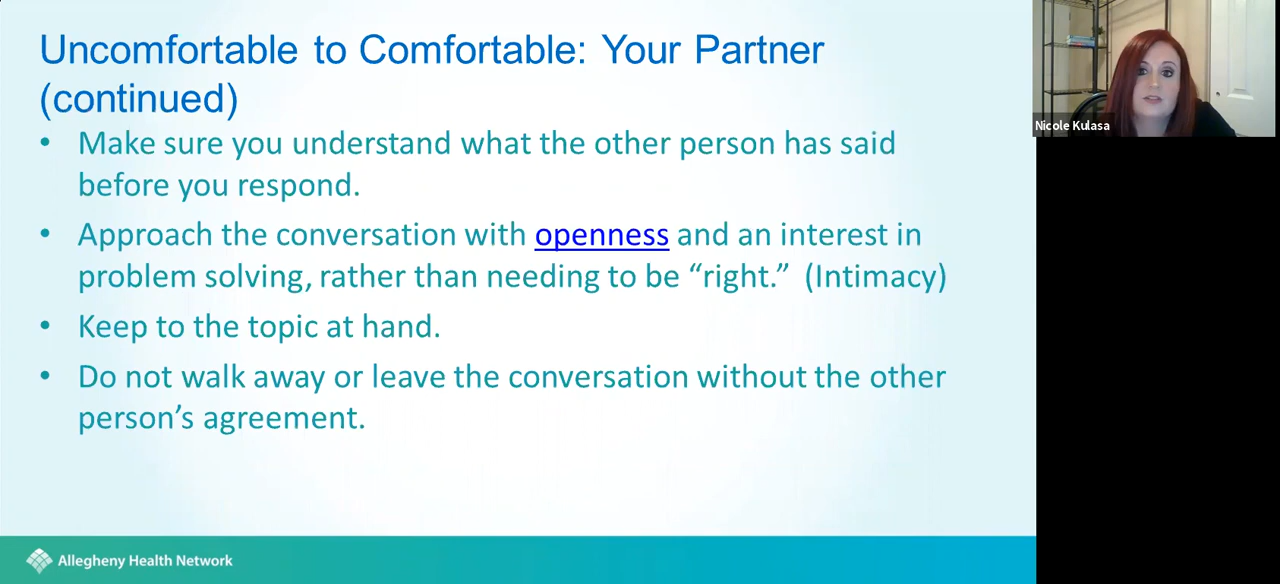 Uncomfortable to Comfortable: Your Partner
(continued)
• Make sure you understand what the other person has said
before you respond.
• Approach the conversation with openness and an interest in
problem solving, rather than needing to be “right.” (Intimacy)
• Keep to the topic at hand.
• Do not walk away or leave the conversation without the other
person’s agreement.
Allegheny Health Network
Nicole Kulasa